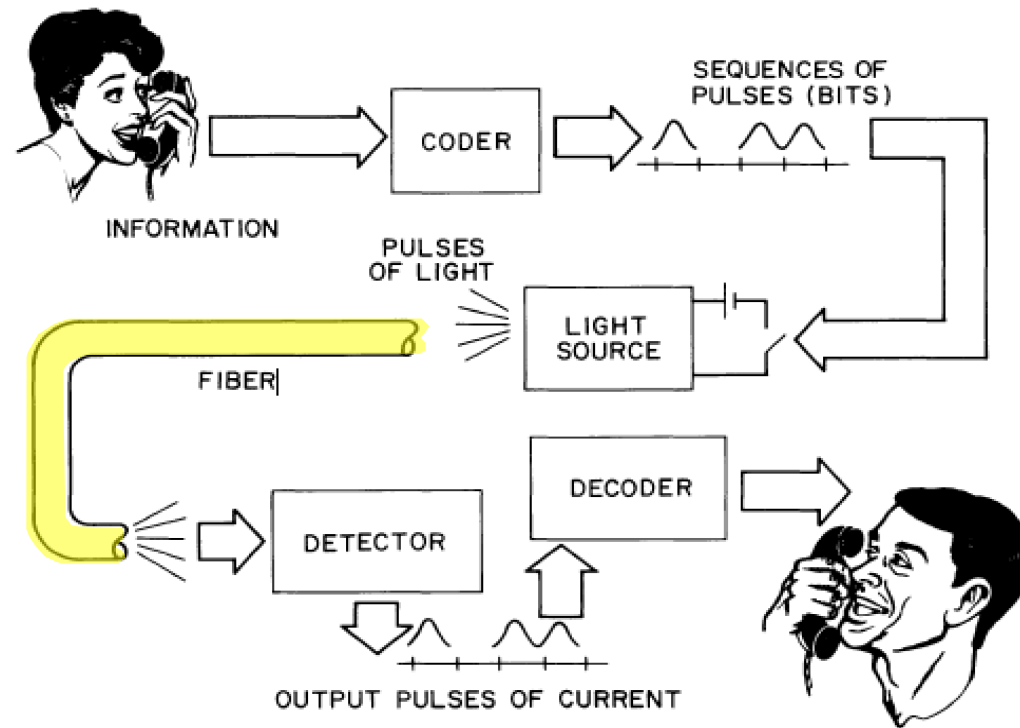 SEQUENCES OF
PULSES (BITS)
CODER
INFORMATION
PULSES
OF LIGHT
LIGHT
SOURCE
FIBER
DECODER
DETECTOR
OUTPUT PULSES OF CURRENT